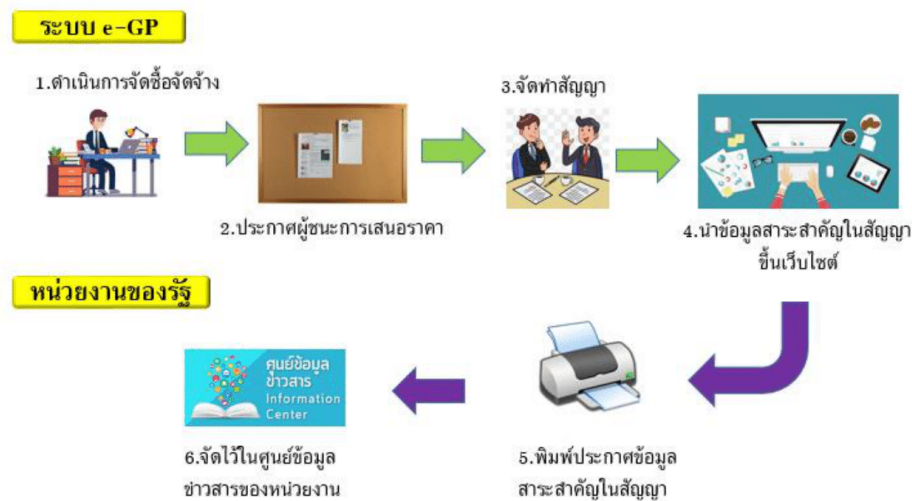 ระบบ e-GP
1.ดำเนินการจัดซื้อจัดจ้าง
2.ประกาศผู้ชนะการเสนอราคา
3.จัดทำสัญญา
4.นำข้อมูลสาระสำคัญในสัญญา
ขึ้นเว็บไซต์
หน่วยงานของรัฐ
5.พิมพ์ประกาศข้อมูล
สาระสำคัญในสัญญา
ศูนย์ข้อมูล
ข่าวสาร
Information
Center
6.จัดไว้ในศูนย์ข้อมูล
ข่าวสารของหน่วยงาน